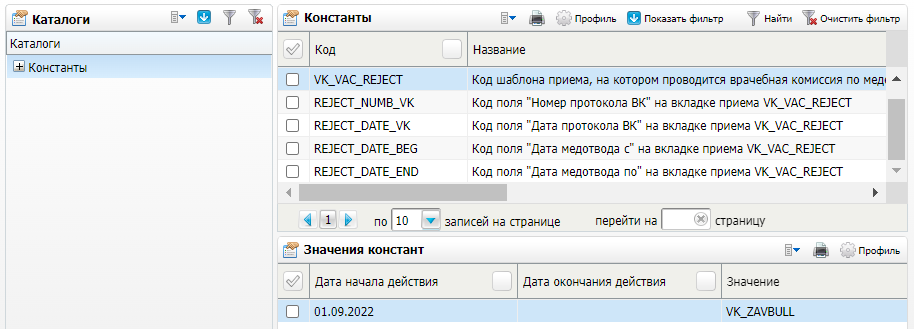 Каталоги
Каталоги
Константы
Константы
Профиль Показать фильтр Найти Очистить фильтр
Код Название
VK_VAC_REJECT Код шаблона приема, на котором проводится врачебная комиссия по меде
REJECT_NUMB_VK Код поля "Номер протокола ВК" на вкладке приема VK_VAC_REJECT
REJECT_DATE_VK Код поля "Дата протокола ВК" на вкладке приема VK_VAC_REJECT
REJECT_DATE_BEG Код поля "Дата медотвода с" на вкладке приема VK_VAC_REJECT
REJECT_DATE_END Код поля "Дата медотвода по" на вкладке приема VK_VAC_REJECT
1 по 10 записей на странице перейти на страницу
Значения констант Профиль
Дата начала действия Дата окончания действия Значение
01.09.2022 VK_ZAVBULL